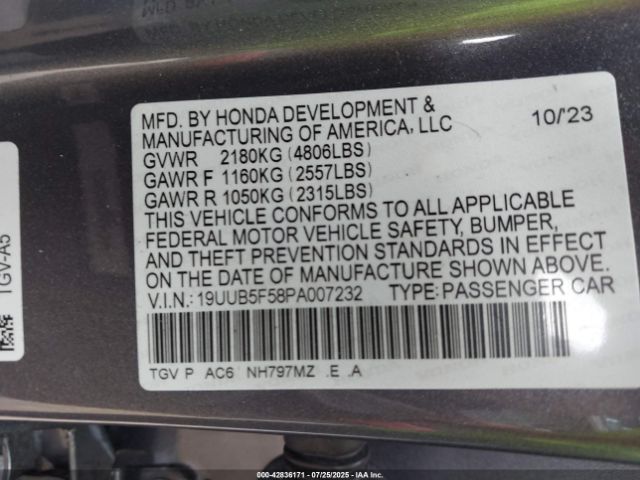 MFD. BY HONDA DEVELOPMENT &
MANUFACTURING OF AMERICA, LLC 10/'23
GVWR 2180KG (4806LBS)
GAWR F 1160KG (2557LBS)
GAWR R 1050KG (2315LBS)
THIS VEHICLE CONFORMS TO ALL APPLICABLE
FEDERAL MOTOR VEHICLE SAFETY, BUMPER,
AND THEFT PREVENTION STANDARDS IN EFFECT
ON THE DATE OF MANUFACTURE SHOWN ABOVE.
V.I.N.: 19UUB5F58PA007232 TYPE: PASSENGER CAR
TGV P AC6 NH797MZ .E .A
TGV-A5
000-42836171 07/25/2025 IAAI